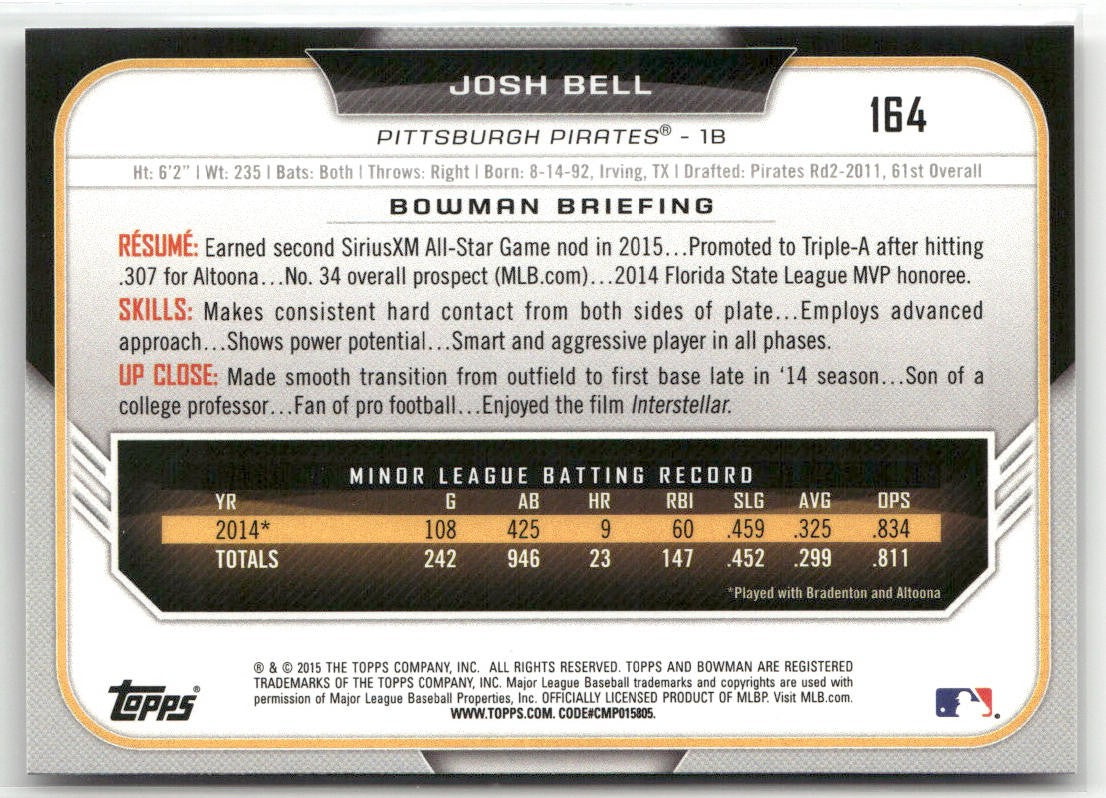 JOSH BELL
164
PITTSBURGH PIRATES® - 1B
Ht: 6'2" | Wt: 235 | Bats: Both | Throws: Right | Born: 8-14-92, Irving, TX | Drafted: Pirates Rd2-2011, 61st Overall
BOWMAN BRIEFING
RÉSUMÉ: Earned second SiriusXM All-Star Game nod in 2015...Promoted to Triple-A after hitting
.307 for Altoona...No. 34 overall prospect (MLB.com)...2014 Florida State League MVP honoree.
SKILLS: Makes consistent hard contact from both sides of plate...Employs advanced
approach...Shows power potential...Smart and aggressive player in all phases.
UP CLOSE: Made smooth transition from outfield to first base late in '14 season...Son of a
college professor...Fan of pro football...Enjoyed the film Interstellar.
MINOR LEAGUE BATTING RECORD
YR G AB HR RBI SLG AVG OPS
2014* 108 425 9 60 .459 .325 .834
TOTALS 242 946 23 147 .452 .299 .811
*Played with Bradenton and Altoona
® & © 2015 THE TOPPS COMPANY, INC. ALL RIGHTS RESERVED. TOPPS AND BOWMAN ARE REGISTERED
TRADEMARKS OF THE TOPPS COMPANY, INC. Major League Baseball trademarks and copyrights are used with
permission of Major League Baseball Properties, Inc. OFFICIALLY LICENSED PRODUCT OF MLBP. Visit MLB.com.
WWW.TOPPS.COM. CODE#CMP015805.
TOPPS®